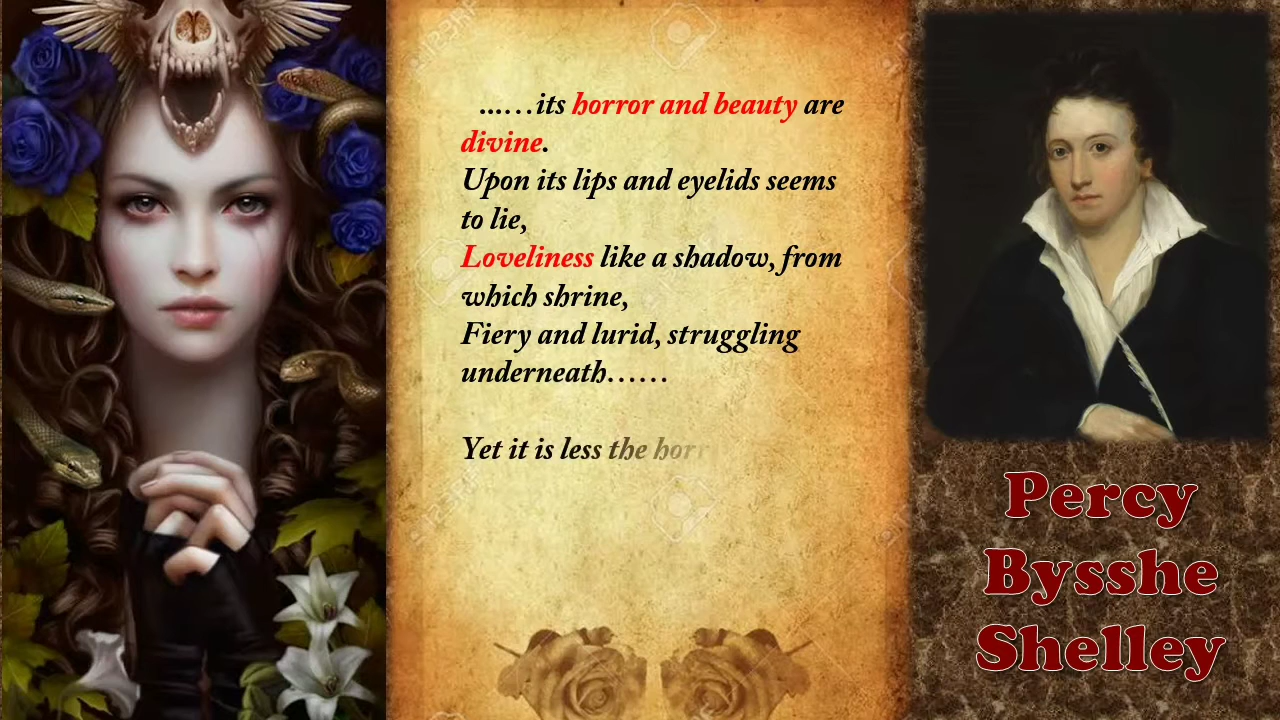 ...…its horror and beauty are
divine.
Upon its lips and eyelids seems
to lie,
Loveliness like a shadow, from
which shrine,
Fiery and lurid, struggling
underneath……
Yet it is less the horr
Percy
Bysshe
Shelley